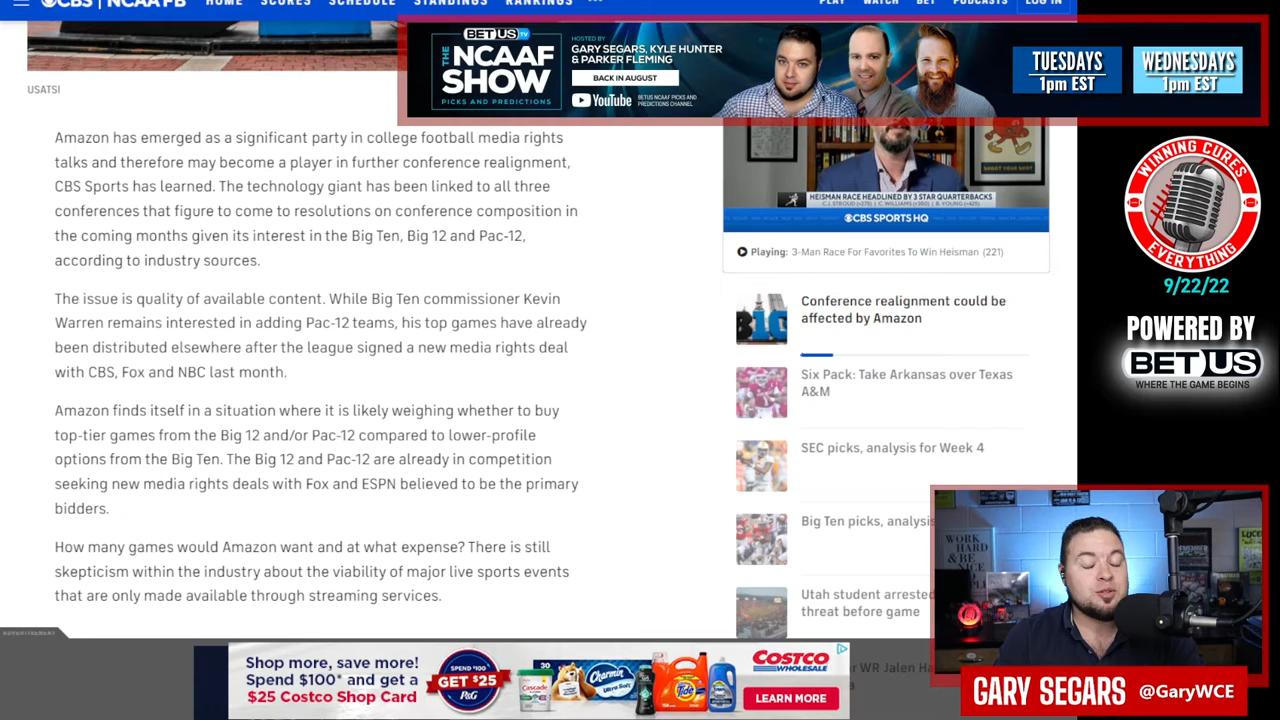 CBS | NCAA FB
HOME
SCORES
SCHEDULE
STANDINGS
RANKINGS
PLAY
WATCH
BET
PODCASTS
LOG IN
BETUS TV
THE NCAAF SHOW
PICKS AND PREDICTIONS
HOSTED BY
GARY SEGARS, KYLE HUNTER
& PARKER FLEMING
BACK IN AUGUST
YouTube
BETUS NCAAF PICKS AND
PREDICTIONS CHANNEL
TUESDAYS
1pm EST
WEDNESDAYS
1pm EST
USATSI
Amazon has emerged as a significant party in college football media rights
talks and therefore may become a player in further conference realignment,
CBS Sports has learned. The technology giant has been linked to all three
conferences that figure to come to resolutions on conference composition in
the coming months given its interest in the Big Ten, Big 12 and Pac-12,
according to industry sources.
The issue is quality of available content. While Big Ten commissioner Kevin
Warren remains interested in adding Pac-12 teams, his top games have already
been distributed elsewhere after the league signed a new media rights deal
with CBS, Fox and NBC last month.
Amazon finds itself in a situation where it is likely weighing whether to buy
top-tier games from the Big 12 and/or Pac-12 compared to lower-profile
options from the Big Ten. The Big 12 and Pac-12 are already in competition
seeking new media rights deals with Fox and ESPN believed to be the primary
bidders.
How many games would Amazon want and at what expense? There is still
skepticism within the industry about the viability of major live sports events
that are only made available through streaming services.
HEISMAN RACE HEADLINED BY 3 STAR QUARTERBACKS
CBS SPORTS HQ
Playing: 3-Man Race For Favorites To Win Heisman (221)
Conference realignment could be
affected by Amazon
Six Pack: Take Arkansas over Texas
A&M
SEC picks, analysis for Week 4
Big Ten picks, analysis
Utah student arrested
threat before game
WR Jalen Ha
WINNING CURES
EVERYTHING
9/22/22
POWERED BY
BETUS
WHERE THE GAME BEGINS
WORK
HARD
& BE
GARY SEGARS @GaryWCE
Shop more, save more!
Spend $100* and get a
$25 Costco Shop Card
SPEND $100
GET $25
P&G
30
Cascade
Charmin
Ultra Soft
Tide
COSTCO
WHOLESALE
LEARN MORE